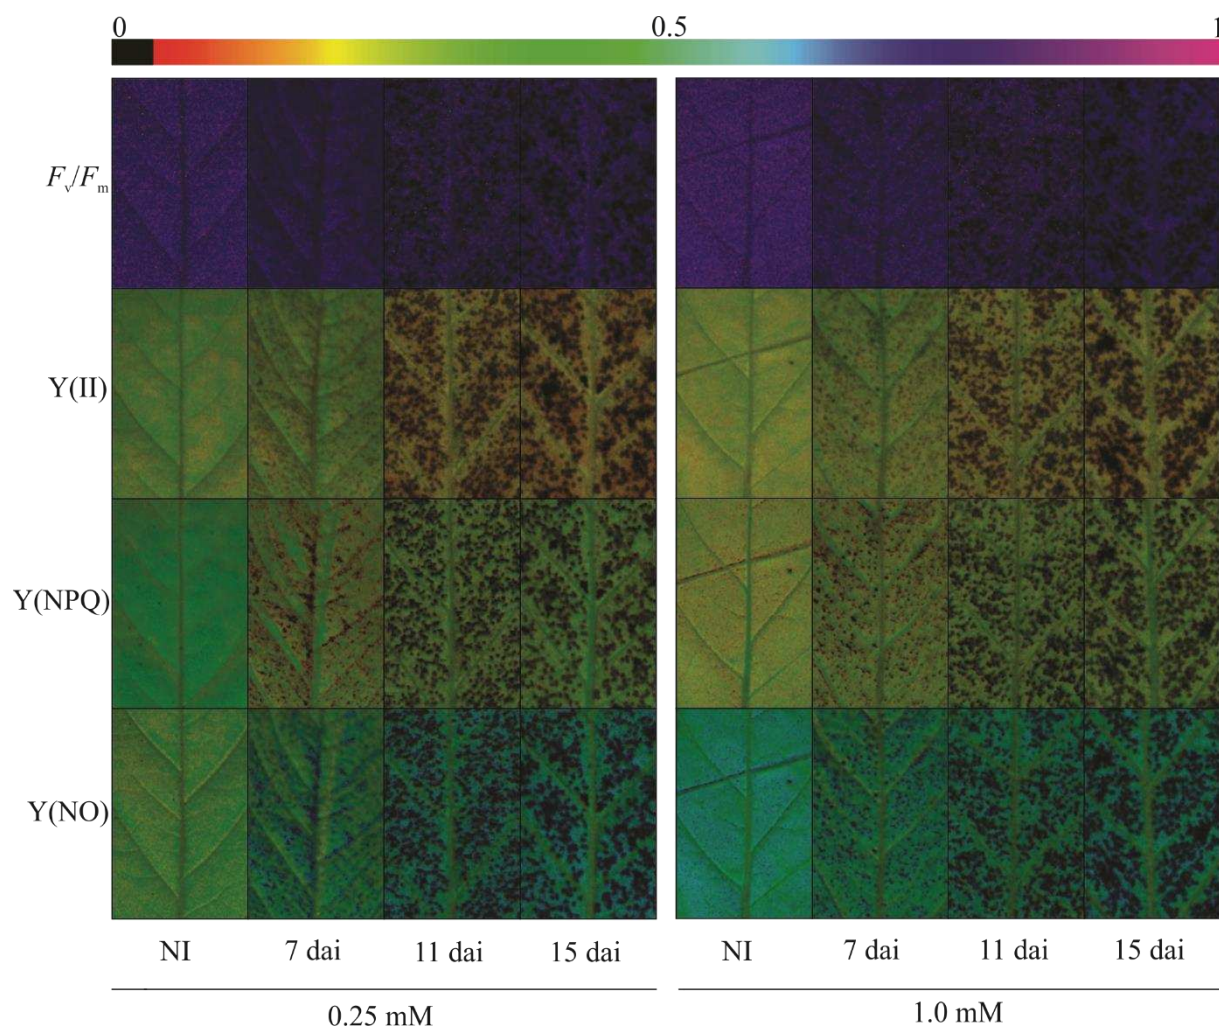 0 0.5 1
Fv/Fm
Y(II)
Y(NPQ)
Y(NO)
NI 7 dai 11 dai 15 dai NI 7 dai 11 dai 15 dai
0.25 mM 1.0 mM